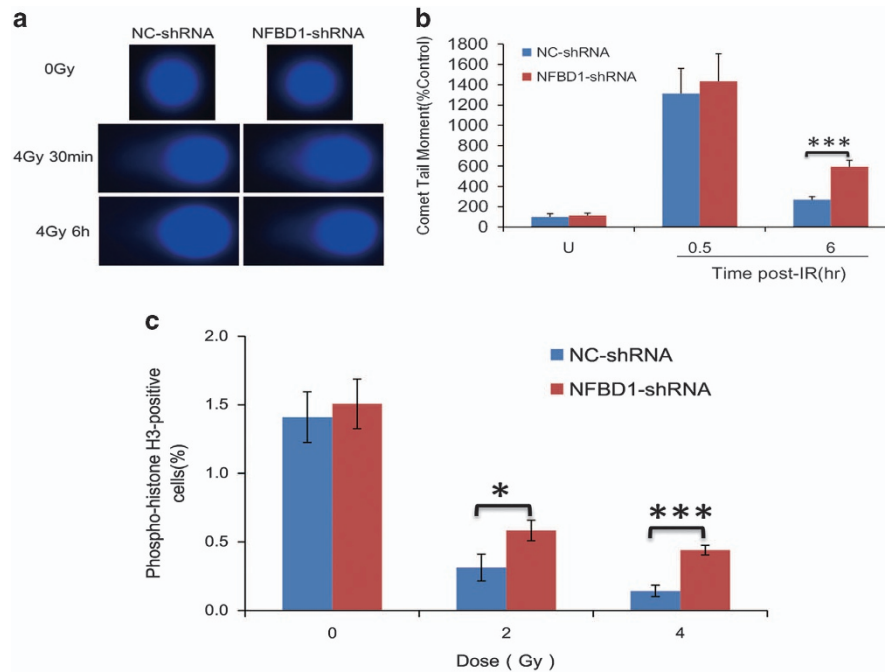 a
NC-shRNA NFBD1-shRNA
0Gy
4Gy 30min
4Gy 6h
b
Comet Tail Moment(%Control)
1800
1600
1400
1200
1000
800
600
400
200
0
NC-shRNA
NFBD1-shRNA
***
U 0.5 6
Time post-IR(hr)
c
Phospho-histone H3-positive
cells(%)
2.0
1.5
1.0
0.5
0.0
NC-shRNA
NFBD1-shRNA
*
***
0 2 4
Dose ( Gy )